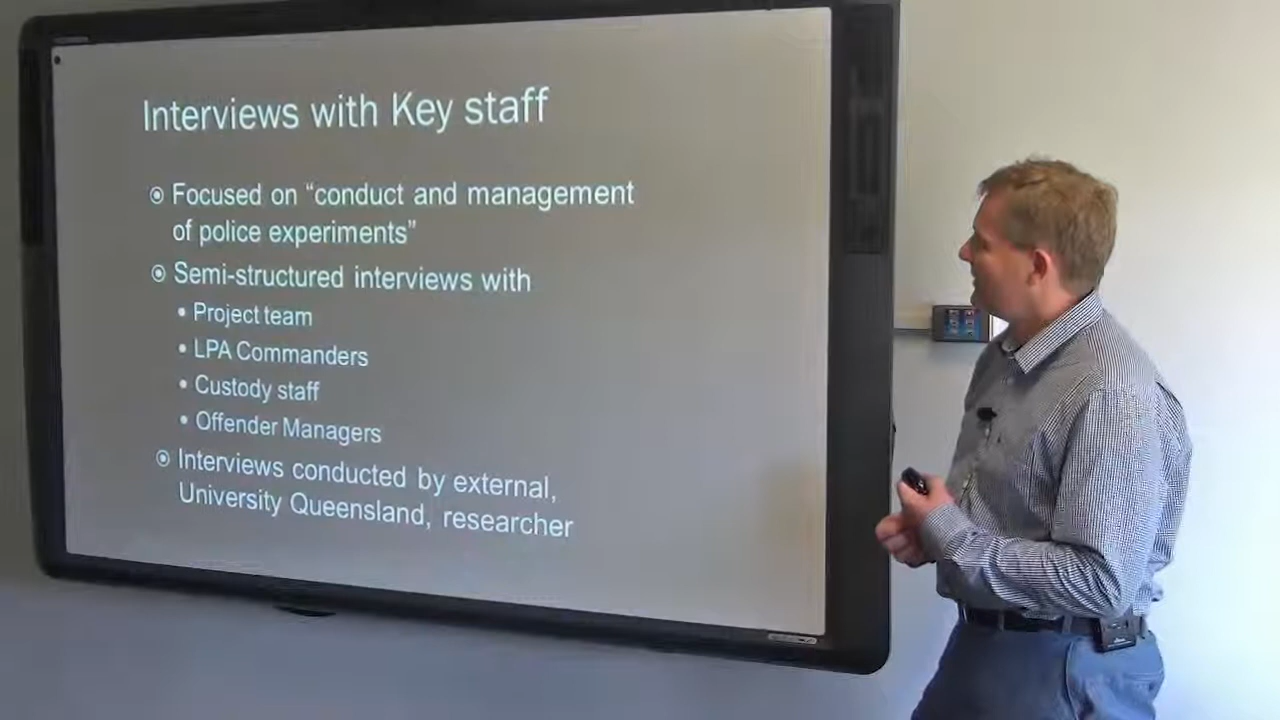 Interviews with Key staff
Focused on “conduct and management
of police experiments”
Semi-structured interviews with
• Project team
• LPA Commanders
• Custody staff
• Offender Managers
Interviews conducted by external,
University Queensland, researcher